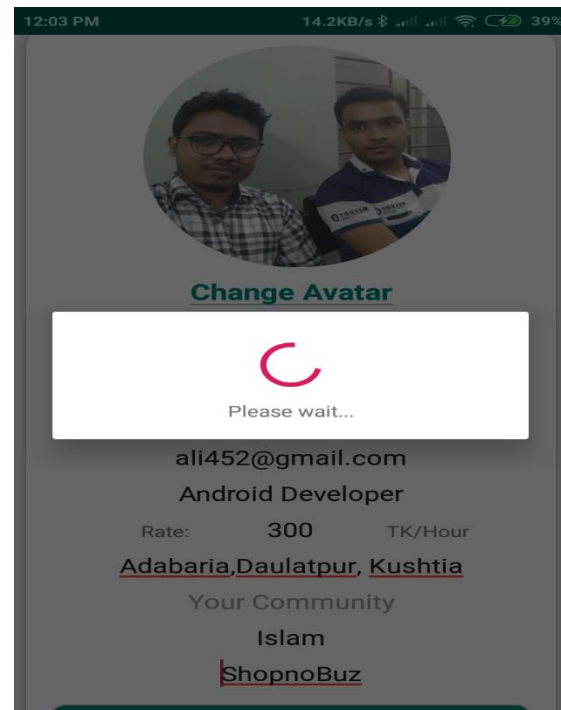 12:03 PM 14.2KB/s 39%
Change Avatar
Please wait...
ali452@gmail.com
Android Developer
Rate: 300 TK/Hour
Adabaria,Daulatpur, Kushtia
Your Community
Islam
ShopnoBuz